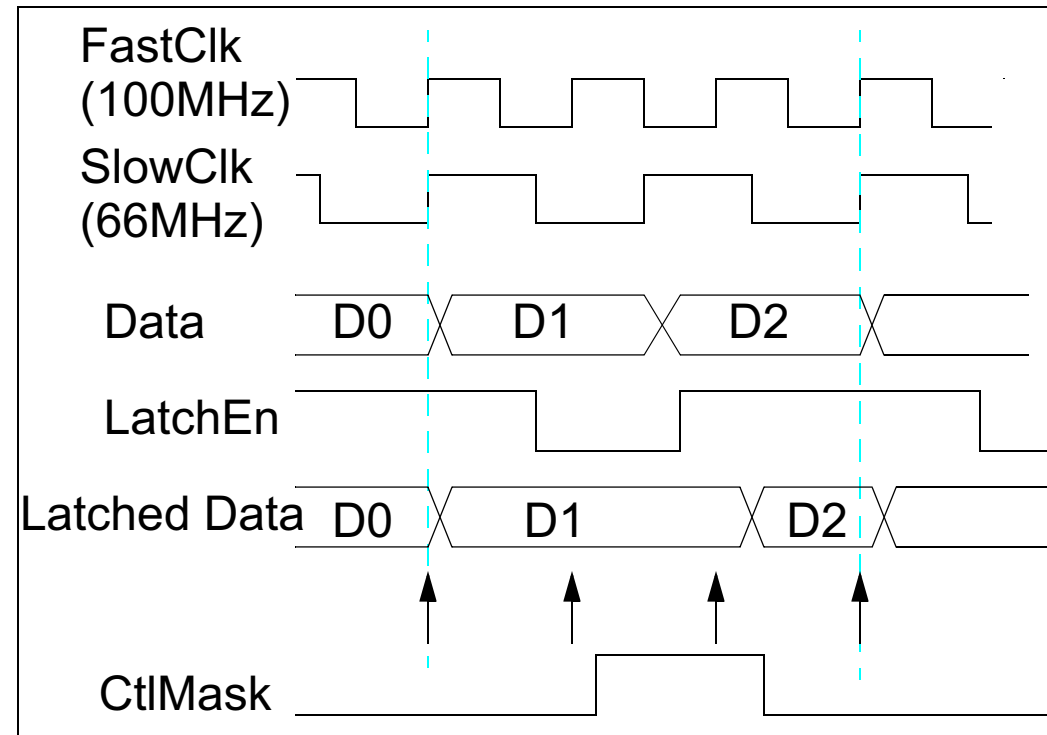 FastClk
(100MHz)
SlowClk
(66MHz)
Data D0 D1 D2
LatchEn
Latched Data D0 D1 D2
CtlMask